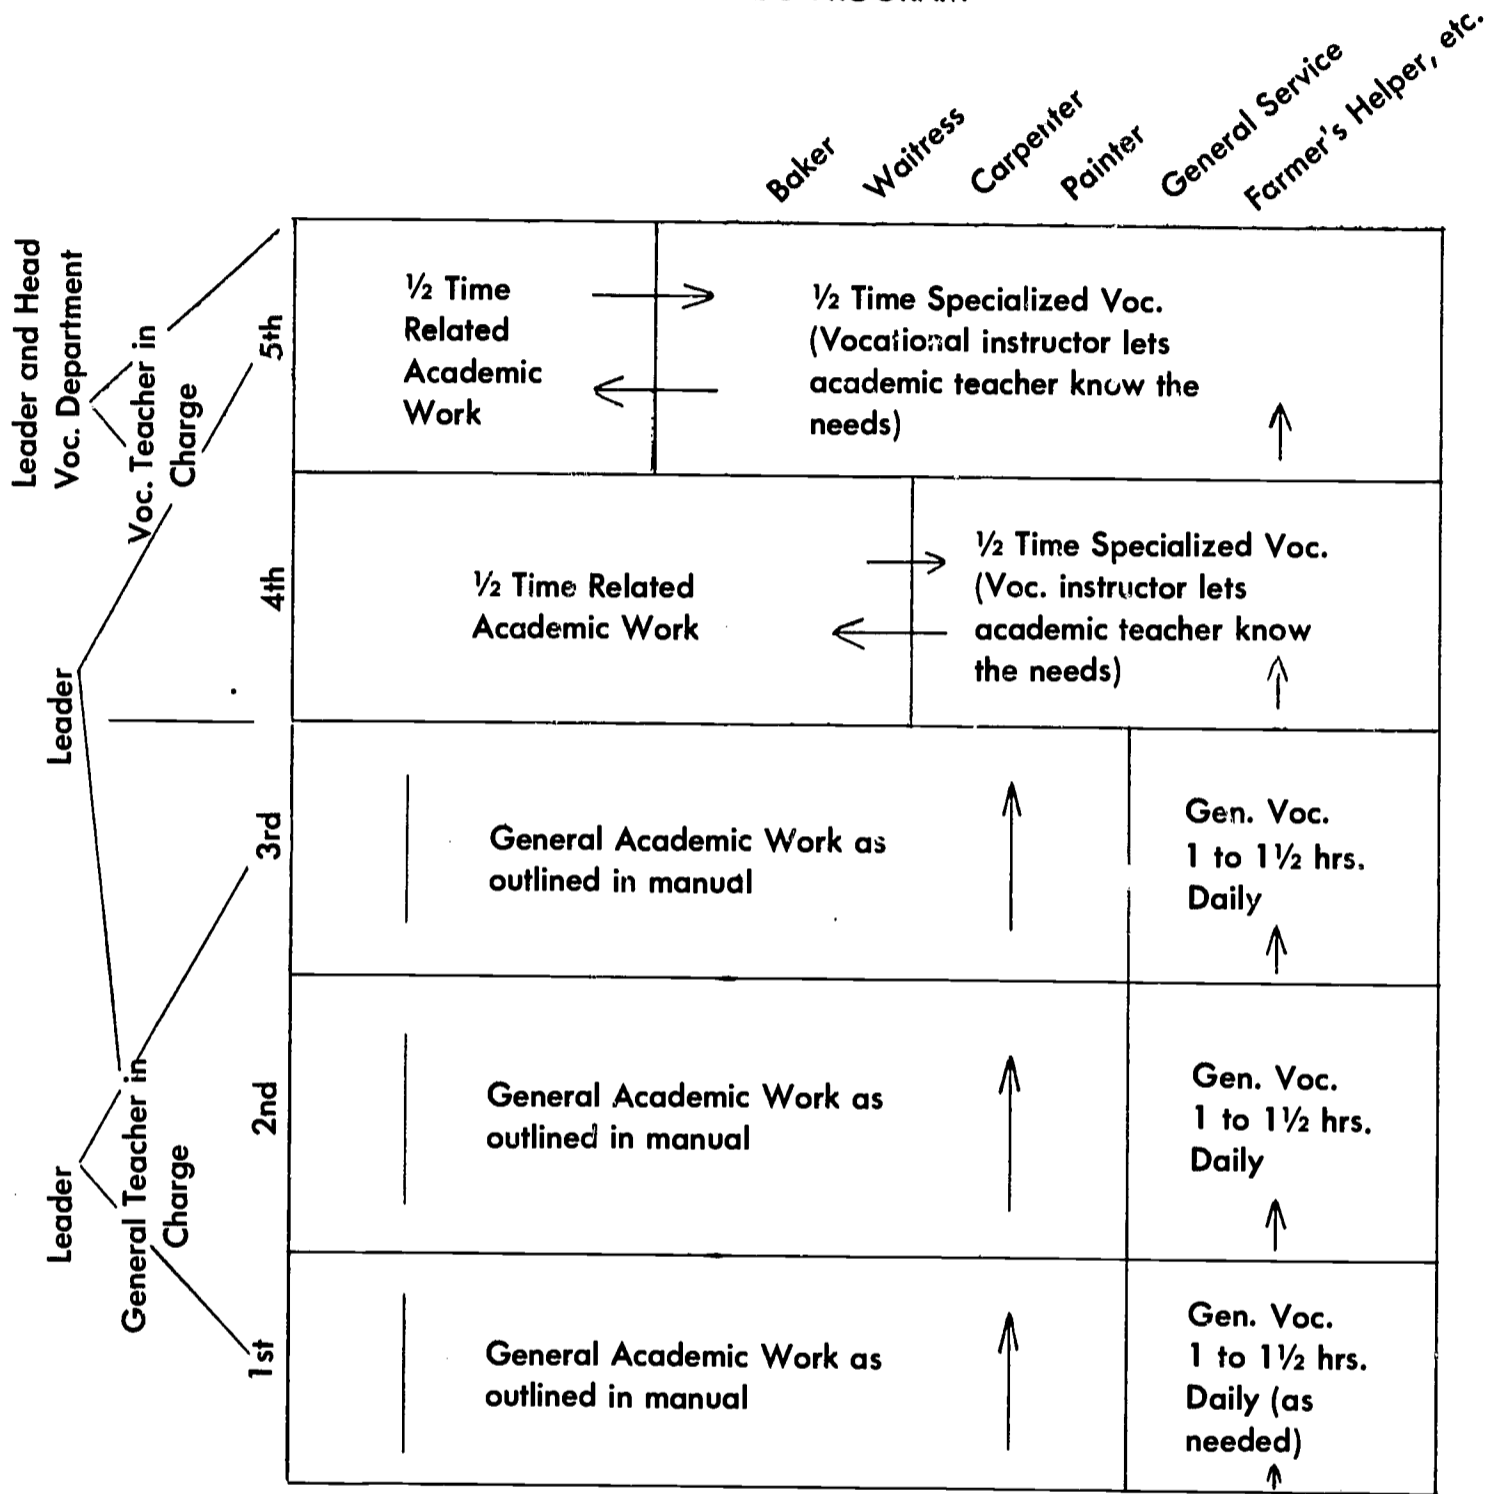 Baker
Waitress
Carpenter
Painter
General Service
Farmer's Helper, etc.
Leader and Head
Voc. Department
Voc. Teacher in
Charge
5th
½ Time
Related
Academic
Work
½ Time Specialized Voc.
(Vocational instructor lets
academic teacher know the
needs)
Leader
4th
½ Time Related
Academic Work
½ Time Specialized Voc.
(Voc. instructor lets
academic teacher know
the needs)
3rd
General Academic Work as
outlined in manual
Gen. Voc.
1 to 1½ hrs.
Daily
Leader
General Teacher in
Charge
2nd
General Academic Work as
outlined in manual
Gen. Voc.
1 to 1½ hrs.
Daily
1st
General Academic Work as
outlined in manual
Gen. Voc.
1 to 1½ hrs.
Daily (as
needed)